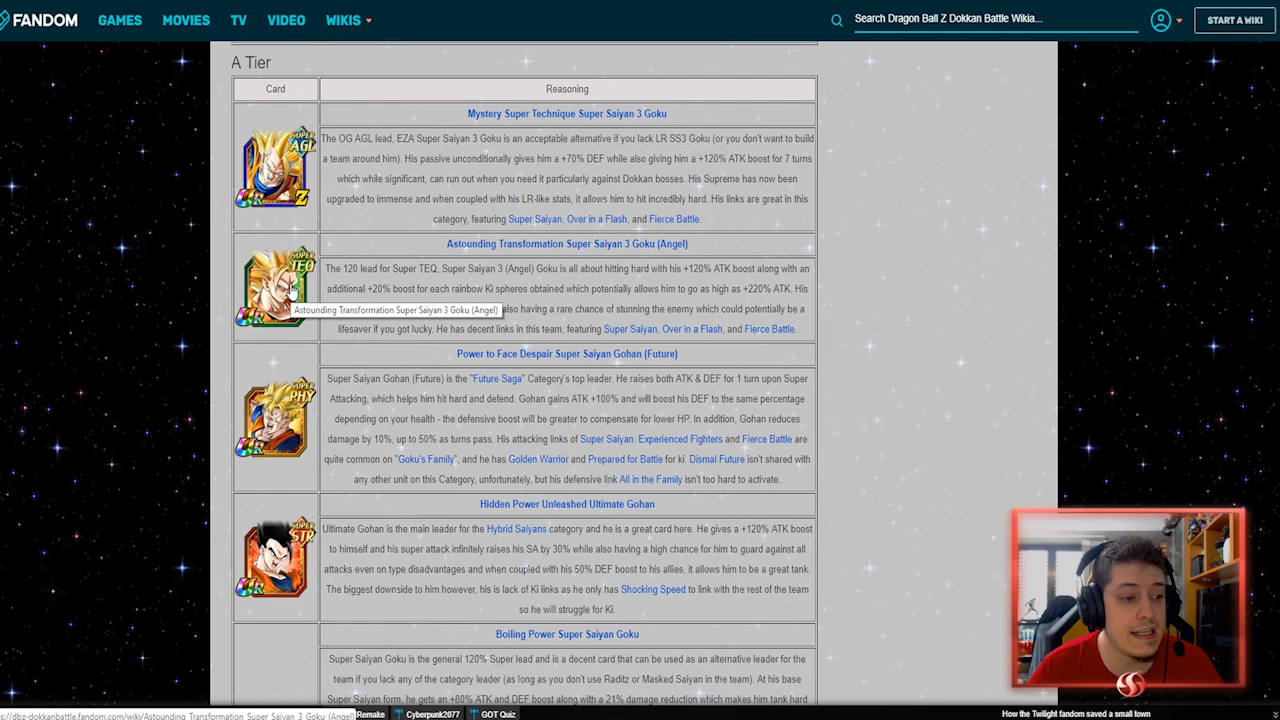 FANDOM GAMES MOVIES TV VIDEO WIKIS Search Dragon Ball Z Dokkan Battle Wikia... START A WIKI
A Tier
Card Reasoning
Mystery Super Technique Super Saiyan 3 Goku
The OG AGL lead, EZA Super Saiyan 3 Goku is an acceptable alternative if you lack LR SS3 Goku (or you don't want to build
a team around him). His passive unconditionally gives him a +70% DEF while also giving him a +120% ATK boost for 7 turns
which while significant, can run out when you need it particularly against Dokkan bosses. His Supreme has now been
upgraded to immense and when coupled with his LR-like stats, it allows him to hit incredibly hard. His links are great in this
category, featuring Super Saiyan, Over in a Flash, and Fierce Battle.
SUPER AGL
UR Z
Astounding Transformation Super Saiyan 3 Goku (Angel)
The 120 lead for Super TEQ, Super Saiyan 3 (Angel) Goku is all about hitting hard with his +120% ATK boost along with an
additional +20% boost for each rainbow Ki spheres obtained which potentially allows him to go as high as +220% ATK. His
also having a rare chance of stunning the enemy which could potentially be a
lifesaver if you got lucky. He has decent links in this team, featuring Super Saiyan, Over in a Flash, and Fierce Battle.
SUPER TEQ
UR
Astounding Transformation Super Saiyan 3 Goku (Angel)
Power to Face Despair Super Saiyan Gohan (Future)
Super Saiyan Gohan (Future) is the "Future Saga" Category's top leader. He raises both ATK & DEF for 1 turn upon Super
Attacking, which helps him hit hard and defend. Gohan gains ATK +100% and will boost his DEF to the same percentage
depending on your health - the defensive boost will be greater to compensate for lower HP. In addition, Gohan reduces
damage by 10%, up to 50% as turns pass. His attacking links of Super Saiyan, Experienced Fighters and Fierce Battle are
quite common on "Goku's Family", and he has Golden Warrior and Prepared for Battle for ki. Dismal Future isn't shared with
any other unit on this Category, unfortunately, but his defensive link All in the Family isn't too hard to activate.
SUPER PHY
UR
Hidden Power Unleashed Ultimate Gohan
Ultimate Gohan is the main leader for the Hybrid Saiyans category and he is a great card here. He gives a +120% ATK boost
to himself and his super attack infinitely raises his SA by 30% while also having a high chance for him to guard against all
attacks even on type disadvantages and when coupled with his 50% DEF boost to his allies, it allows him to be a great tank.
The biggest downside to him however, his is lack of Ki links as he only has Shocking Speed to link with the rest of the team
so he will struggle for Ki.
SUPER STR
UR
Boiling Power Super Saiyan Goku
Super Saiyan Goku is the general 120% Super lead and is a decent card that can be used as an alternative leader for the
team if you lack any of the category leader (as long as you don't use Raditz or Masked Saiyan in the team). At his base
Super Saiyan form, he gets an +80% ATK and DEF boost along with a 21% damage reduction which makes him tank hard
s://dbz-dokkanbattle.fandom.com/wiki/Astounding_Transformation_Super_Saiyan_3_Goku_(Angel) Remake Cyberpunk2077 GOT Quiz How the Twilight fandom saved a small town